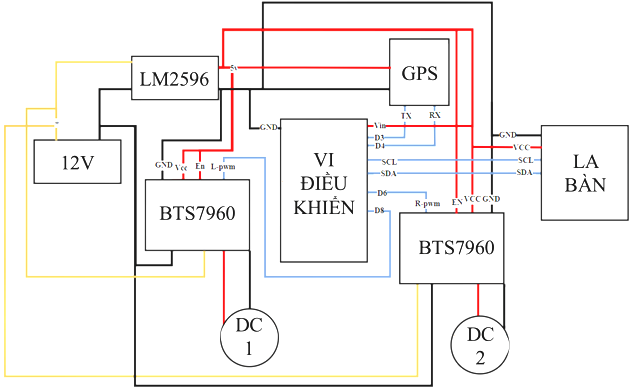 LM2596
5v
GPS
TX
RX
12V
GND
Vcc
En
L-pwm
GND
VI
ĐIỀU
KHIỂN
Vin
D3
D4
SCL
SDA
D6
D8
GND
VCC
SCL
SDA
LA
BÀN
R-pwm
EN
VCC
GND
BTS7960
BTS7960
DC
1
DC
2